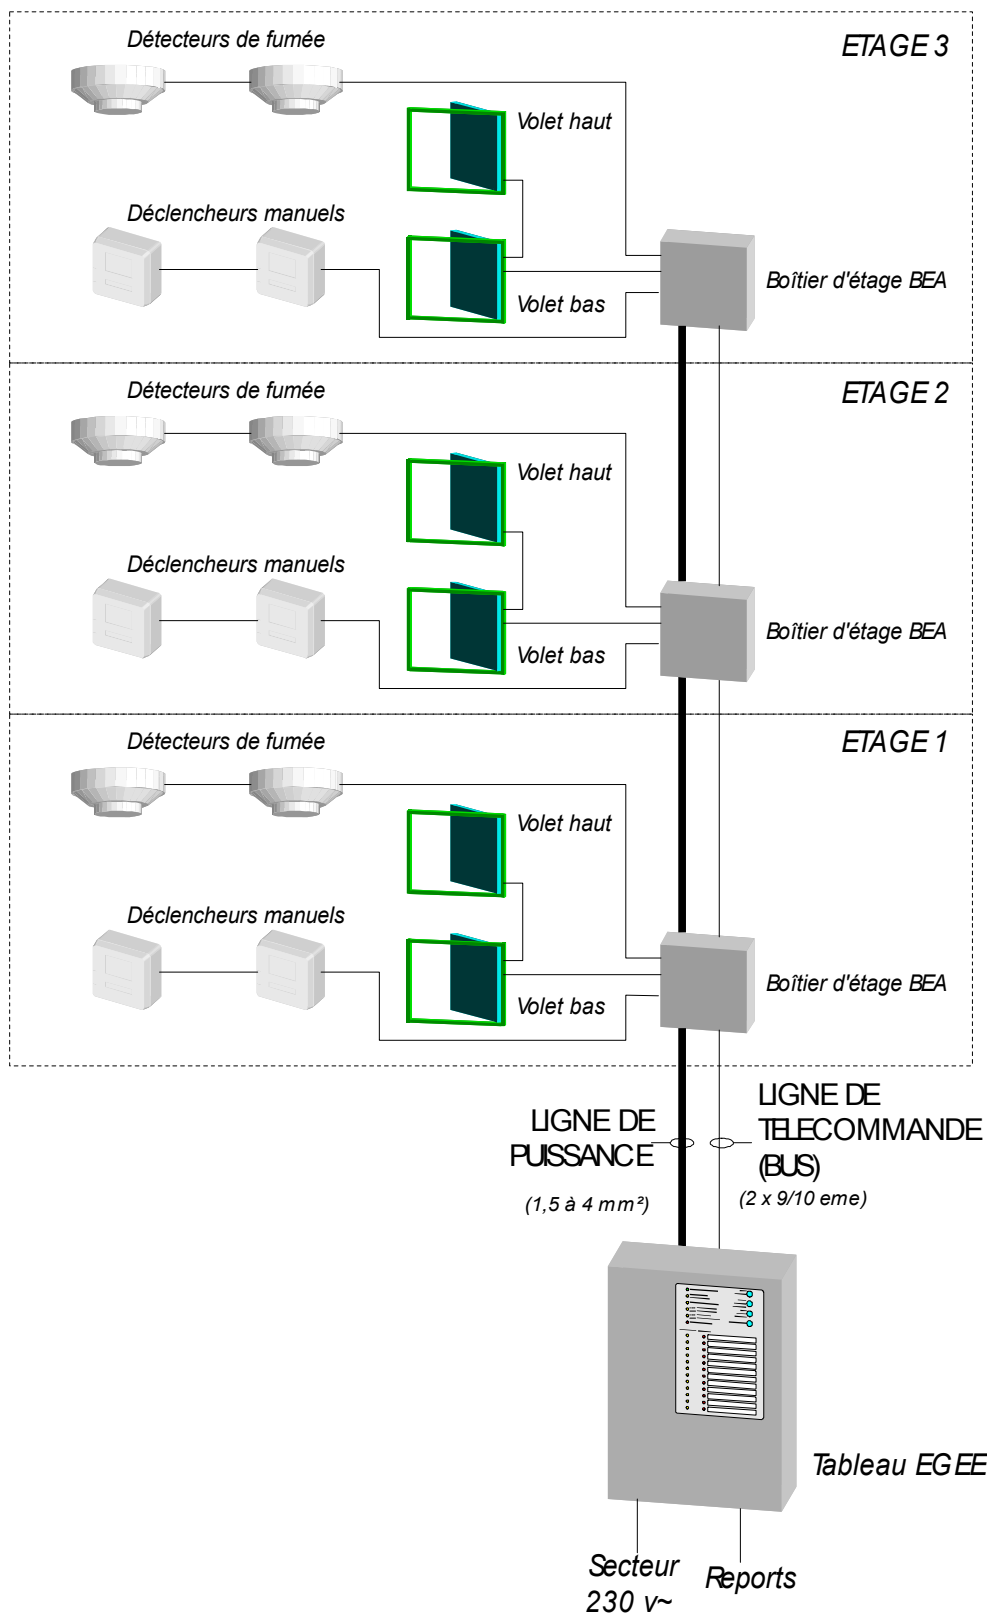 Détecteurs de fumée
ETAGE 3
Volet haut
Déclencheurs manuels
Boîtier d'étage BEA
Volet bas
Détecteurs de fumée
ETAGE 2
Volet haut
Déclencheurs manuels
Boîtier d'étage BEA
Volet bas
Détecteurs de fumée
ETAGE 1
Volet haut
Déclencheurs manuels
Boîtier d'étage BEA
Volet bas
LIGNE DE
PUISSANCE
(1,5 à 4 mm²)
LIGNE DE
TELECOMMANDE
(BUS)
(2 x 9/10 eme)
Tableau EGEE
Secteur
230 v~
Reports